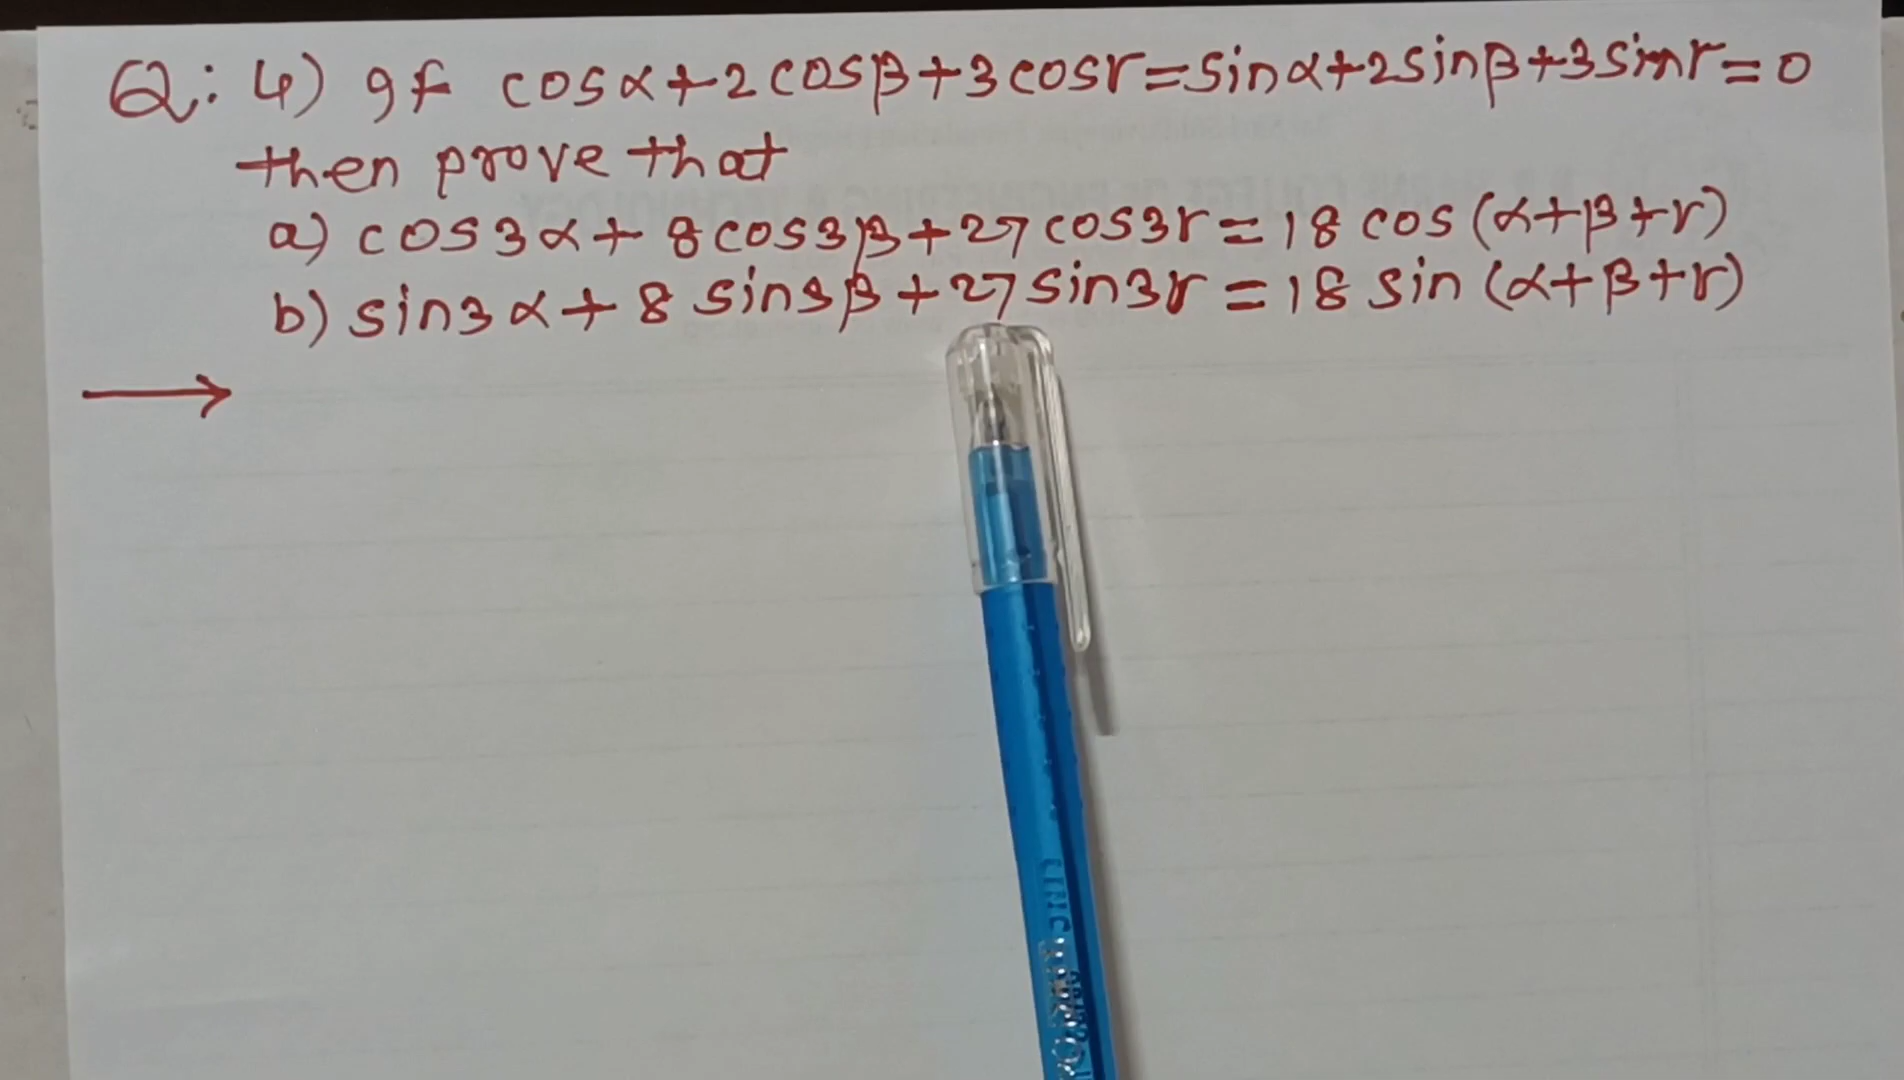 Q: 4) If cosα+2cosβ+3cosr=sinα+2sinβ+3sinr=0
then prove that
a) cos3α+8cos3β+27cos3r=18cos(α+β+r)
b) sin3α+8sin3β+27sin3r=18sin(α+β+r)
→
LINC